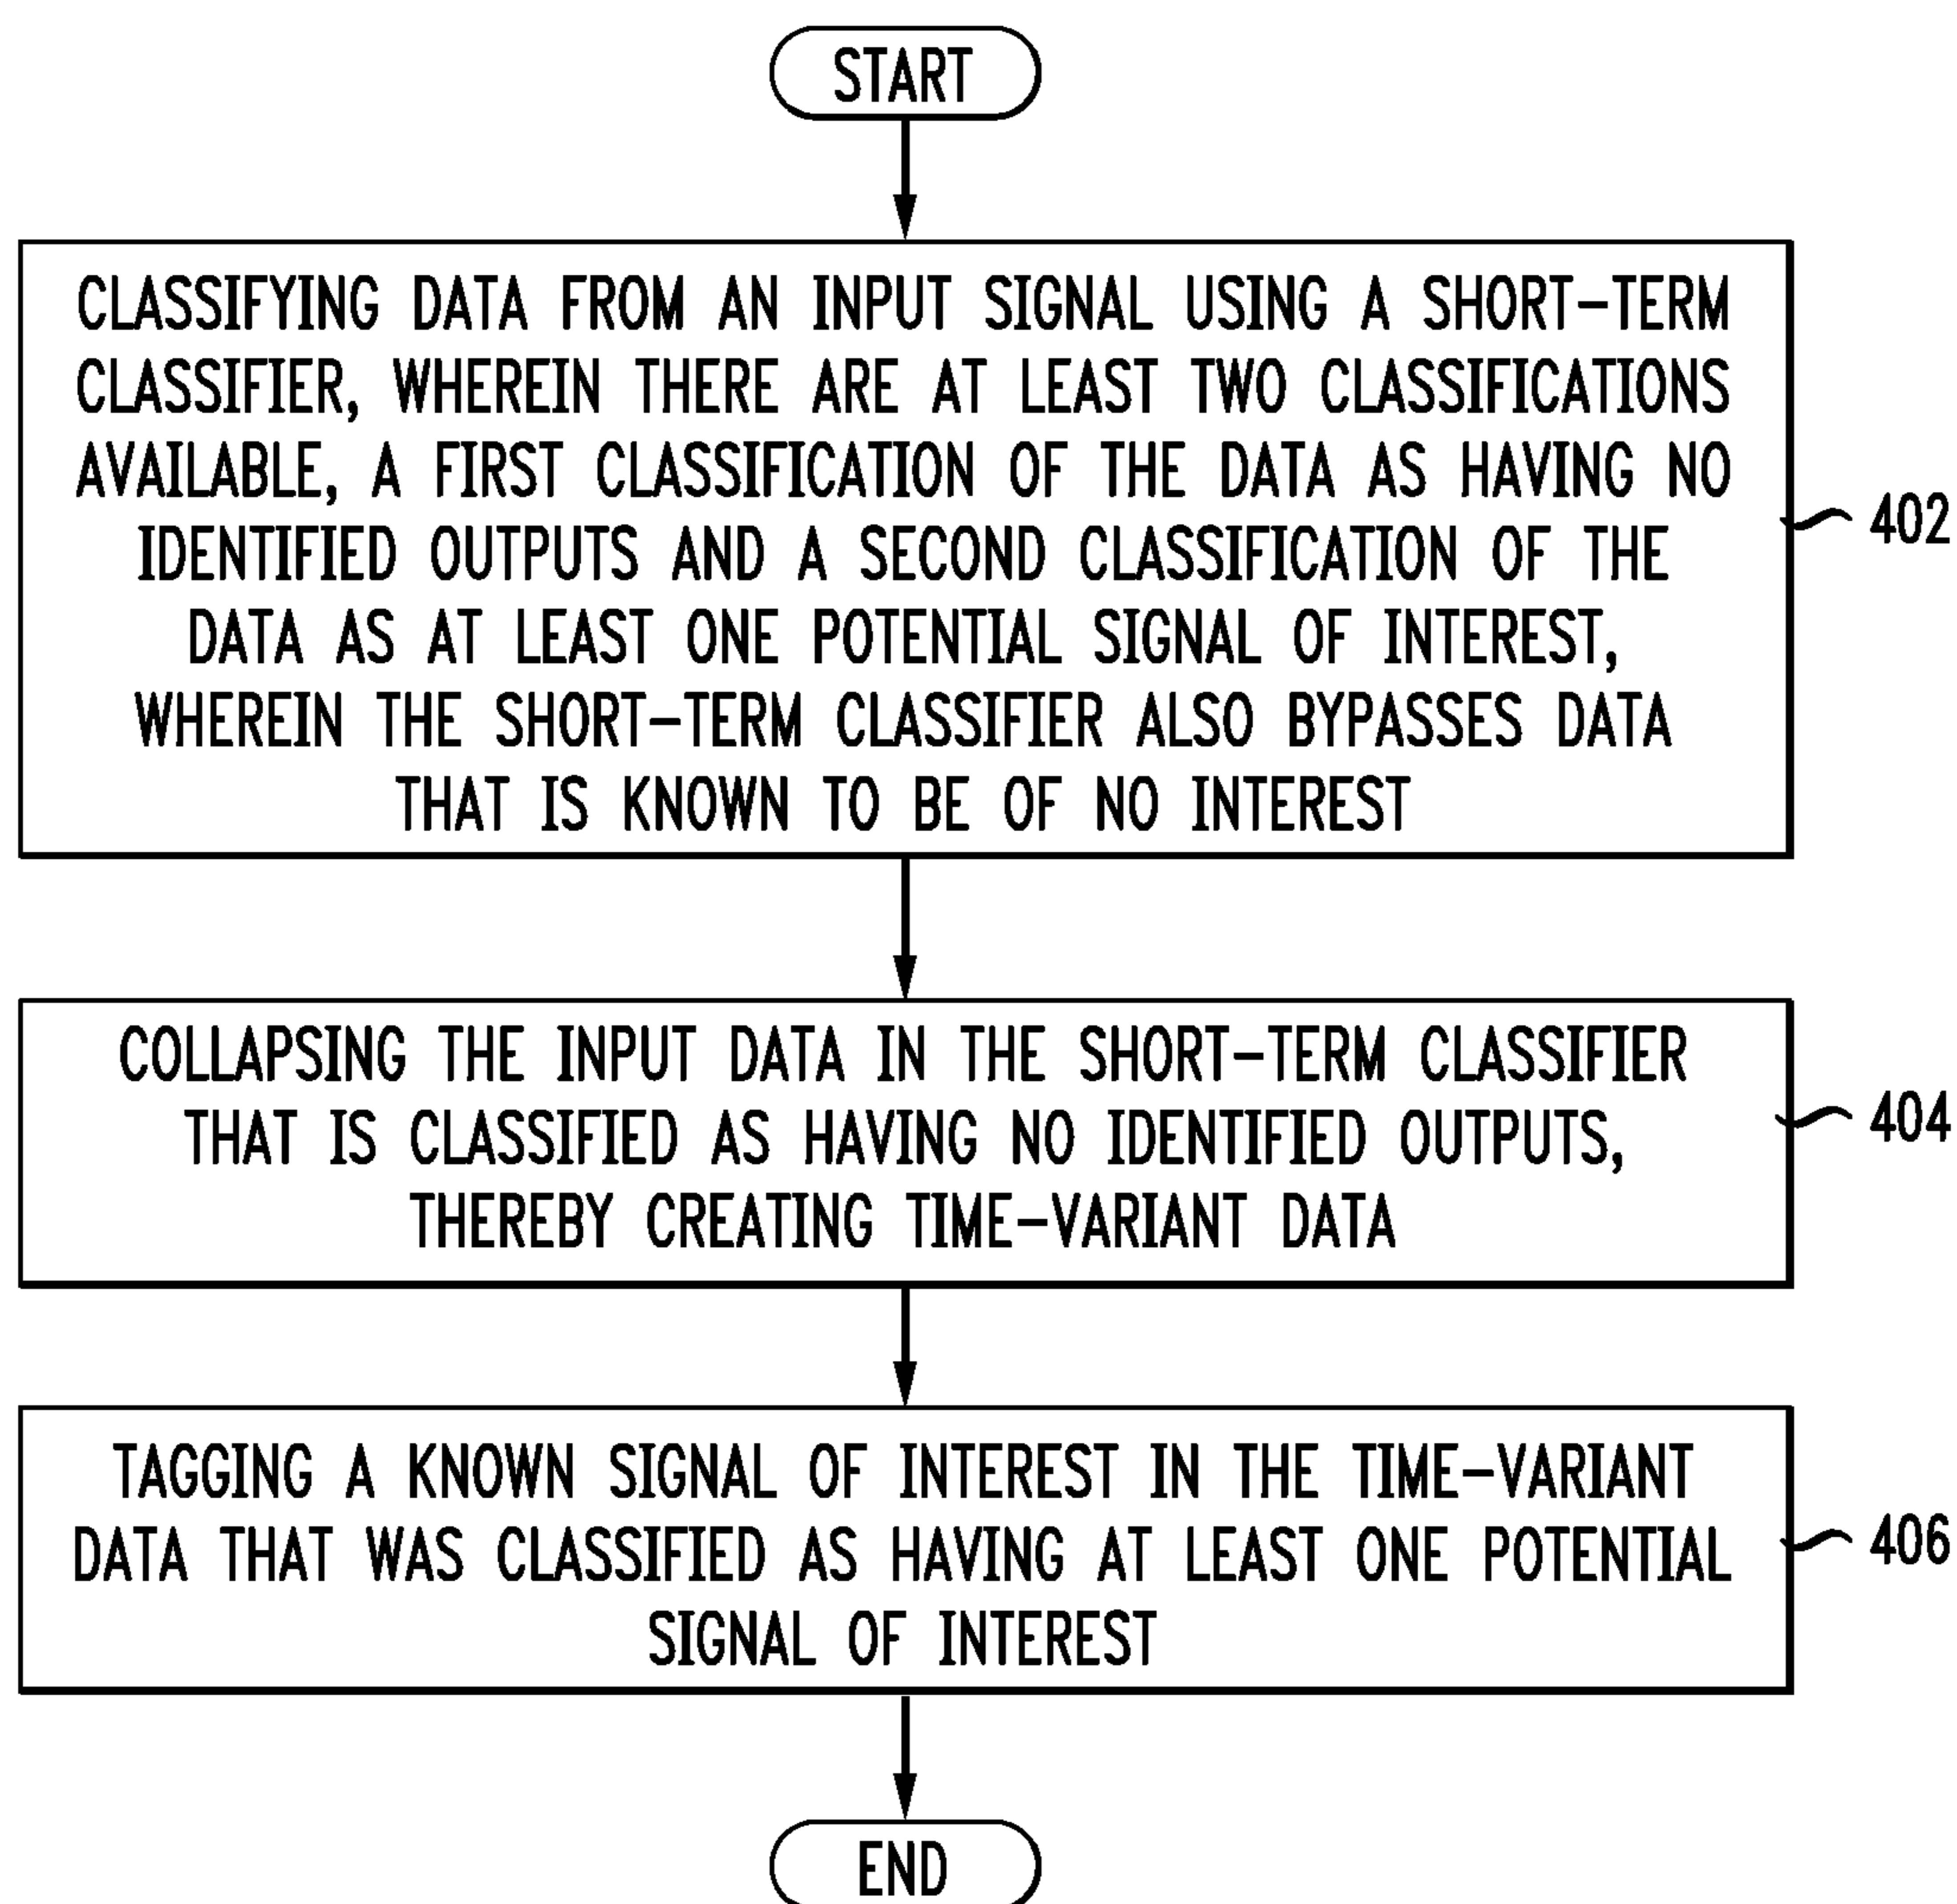 START
CLASSIFYING DATA FROM AN INPUT SIGNAL USING A SHORT-TERM
CLASSIFIER, WHEREIN THERE ARE AT LEAST TWO CLASSIFICATIONS
AVAILABLE, A FIRST CLASSIFICATION OF THE DATA AS HAVING NO
IDENTIFIED OUTPUTS AND A SECOND CLASSIFICATION OF THE
DATA AS AT LEAST ONE POTENTIAL SIGNAL OF INTEREST,
WHEREIN THE SHORT-TERM CLASSIFIER ALSO BYPASSES DATA
THAT IS KNOWN TO BE OF NO INTEREST
402
COLLAPSING THE INPUT DATA IN THE SHORT-TERM CLASSIFIER
THAT IS CLASSIFIED AS HAVING NO IDENTIFIED OUTPUTS,
THEREBY CREATING TIME-VARIANT DATA
404
TAGGING A KNOWN SIGNAL OF INTEREST IN THE TIME-VARIANT
DATA THAT WAS CLASSIFIED AS HAVING AT LEAST ONE POTENTIAL
SIGNAL OF INTEREST
406
END